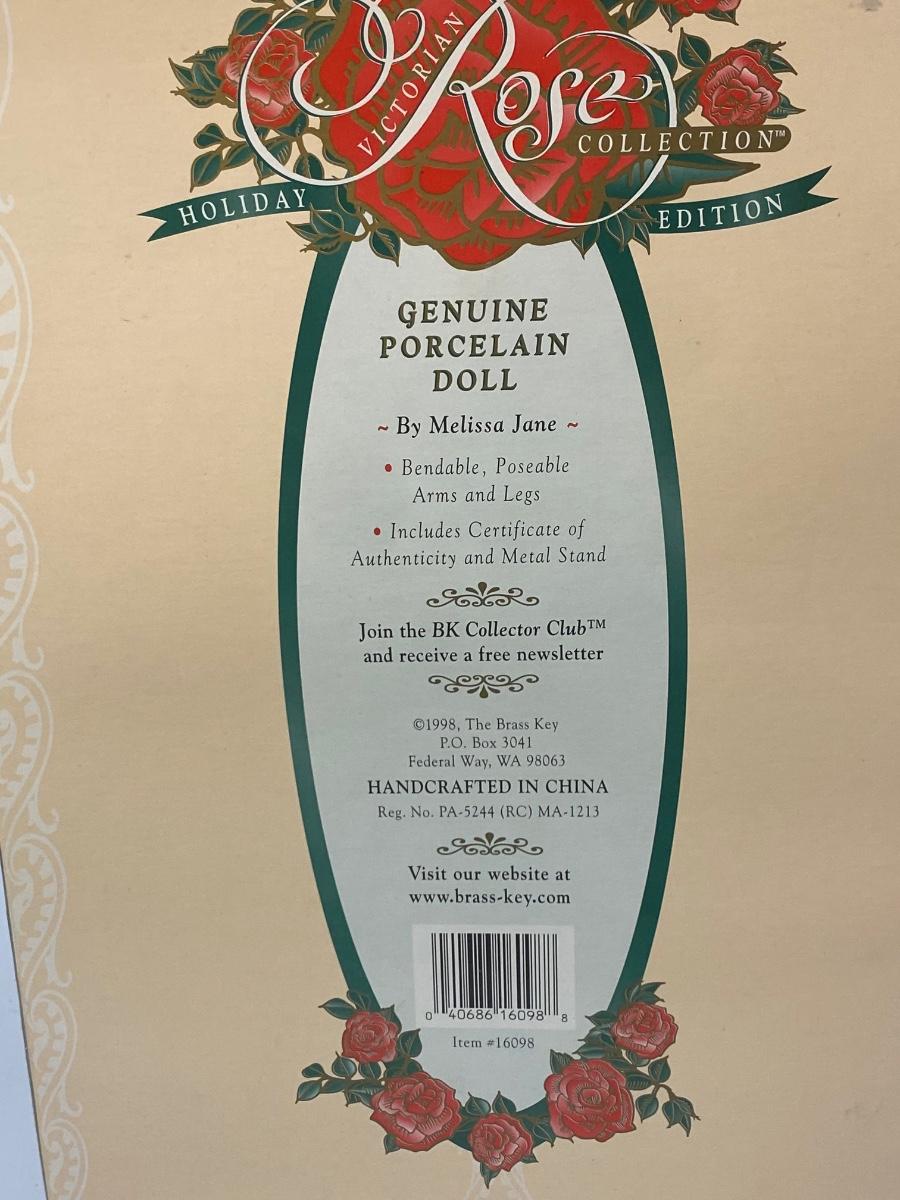 VICTORIAN
Rose
COLLECTION™
HOLIDAY EDITION
GENUINE
PORCELAIN
DOLL
~ By Melissa Jane ~
• Bendable, Poseable
Arms and Legs
• Includes Certificate of
Authenticity and Metal Stand
Join the BK Collector Club™
and receive a free newsletter
©1998, The Brass Key
P.O. Box 3041
Federal Way, WA 98063
HANDCRAFTED IN CHINA
Reg. No. PA-5244 (RC) MA-1213
Visit our website at
www.brass-key.com
0 40686 16098 8
Item #16098